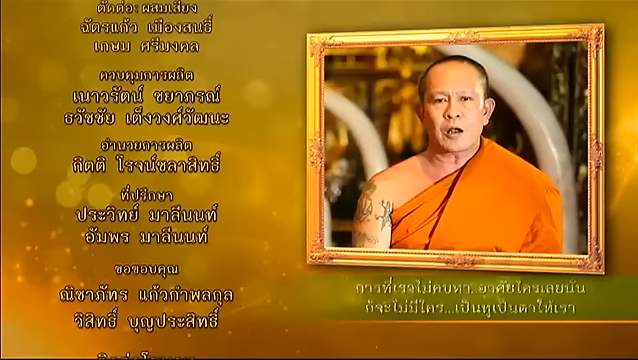 ตัดต่อ ผสมเสียง
ฉัตรแก้ว เมืองสนธิ์
เกษม ศรีมงคล
ควบคุมการผลิต
เนาวรัตน์ ชยาภรณ์
ธวัชชัย เต็งวงศ์วัฒนะ
อำนวยการผลิต
กิตติ โรจน์ชลาสิทธิ์
ที่ปรึกษา
ประวิทย์ มาลีนนท์
อัมพร มาลีนนท์
ขอขอบคุณ
ณิชาภัทร แก้วกำพลกุล
วิสิทธิ์ บุญประสิทธิ์
การที่เราไม่คบหา..อาศัยใครเลยนั้น
ก็จะไม่มีใคร...เป็นหูเป็นตาให้เรา